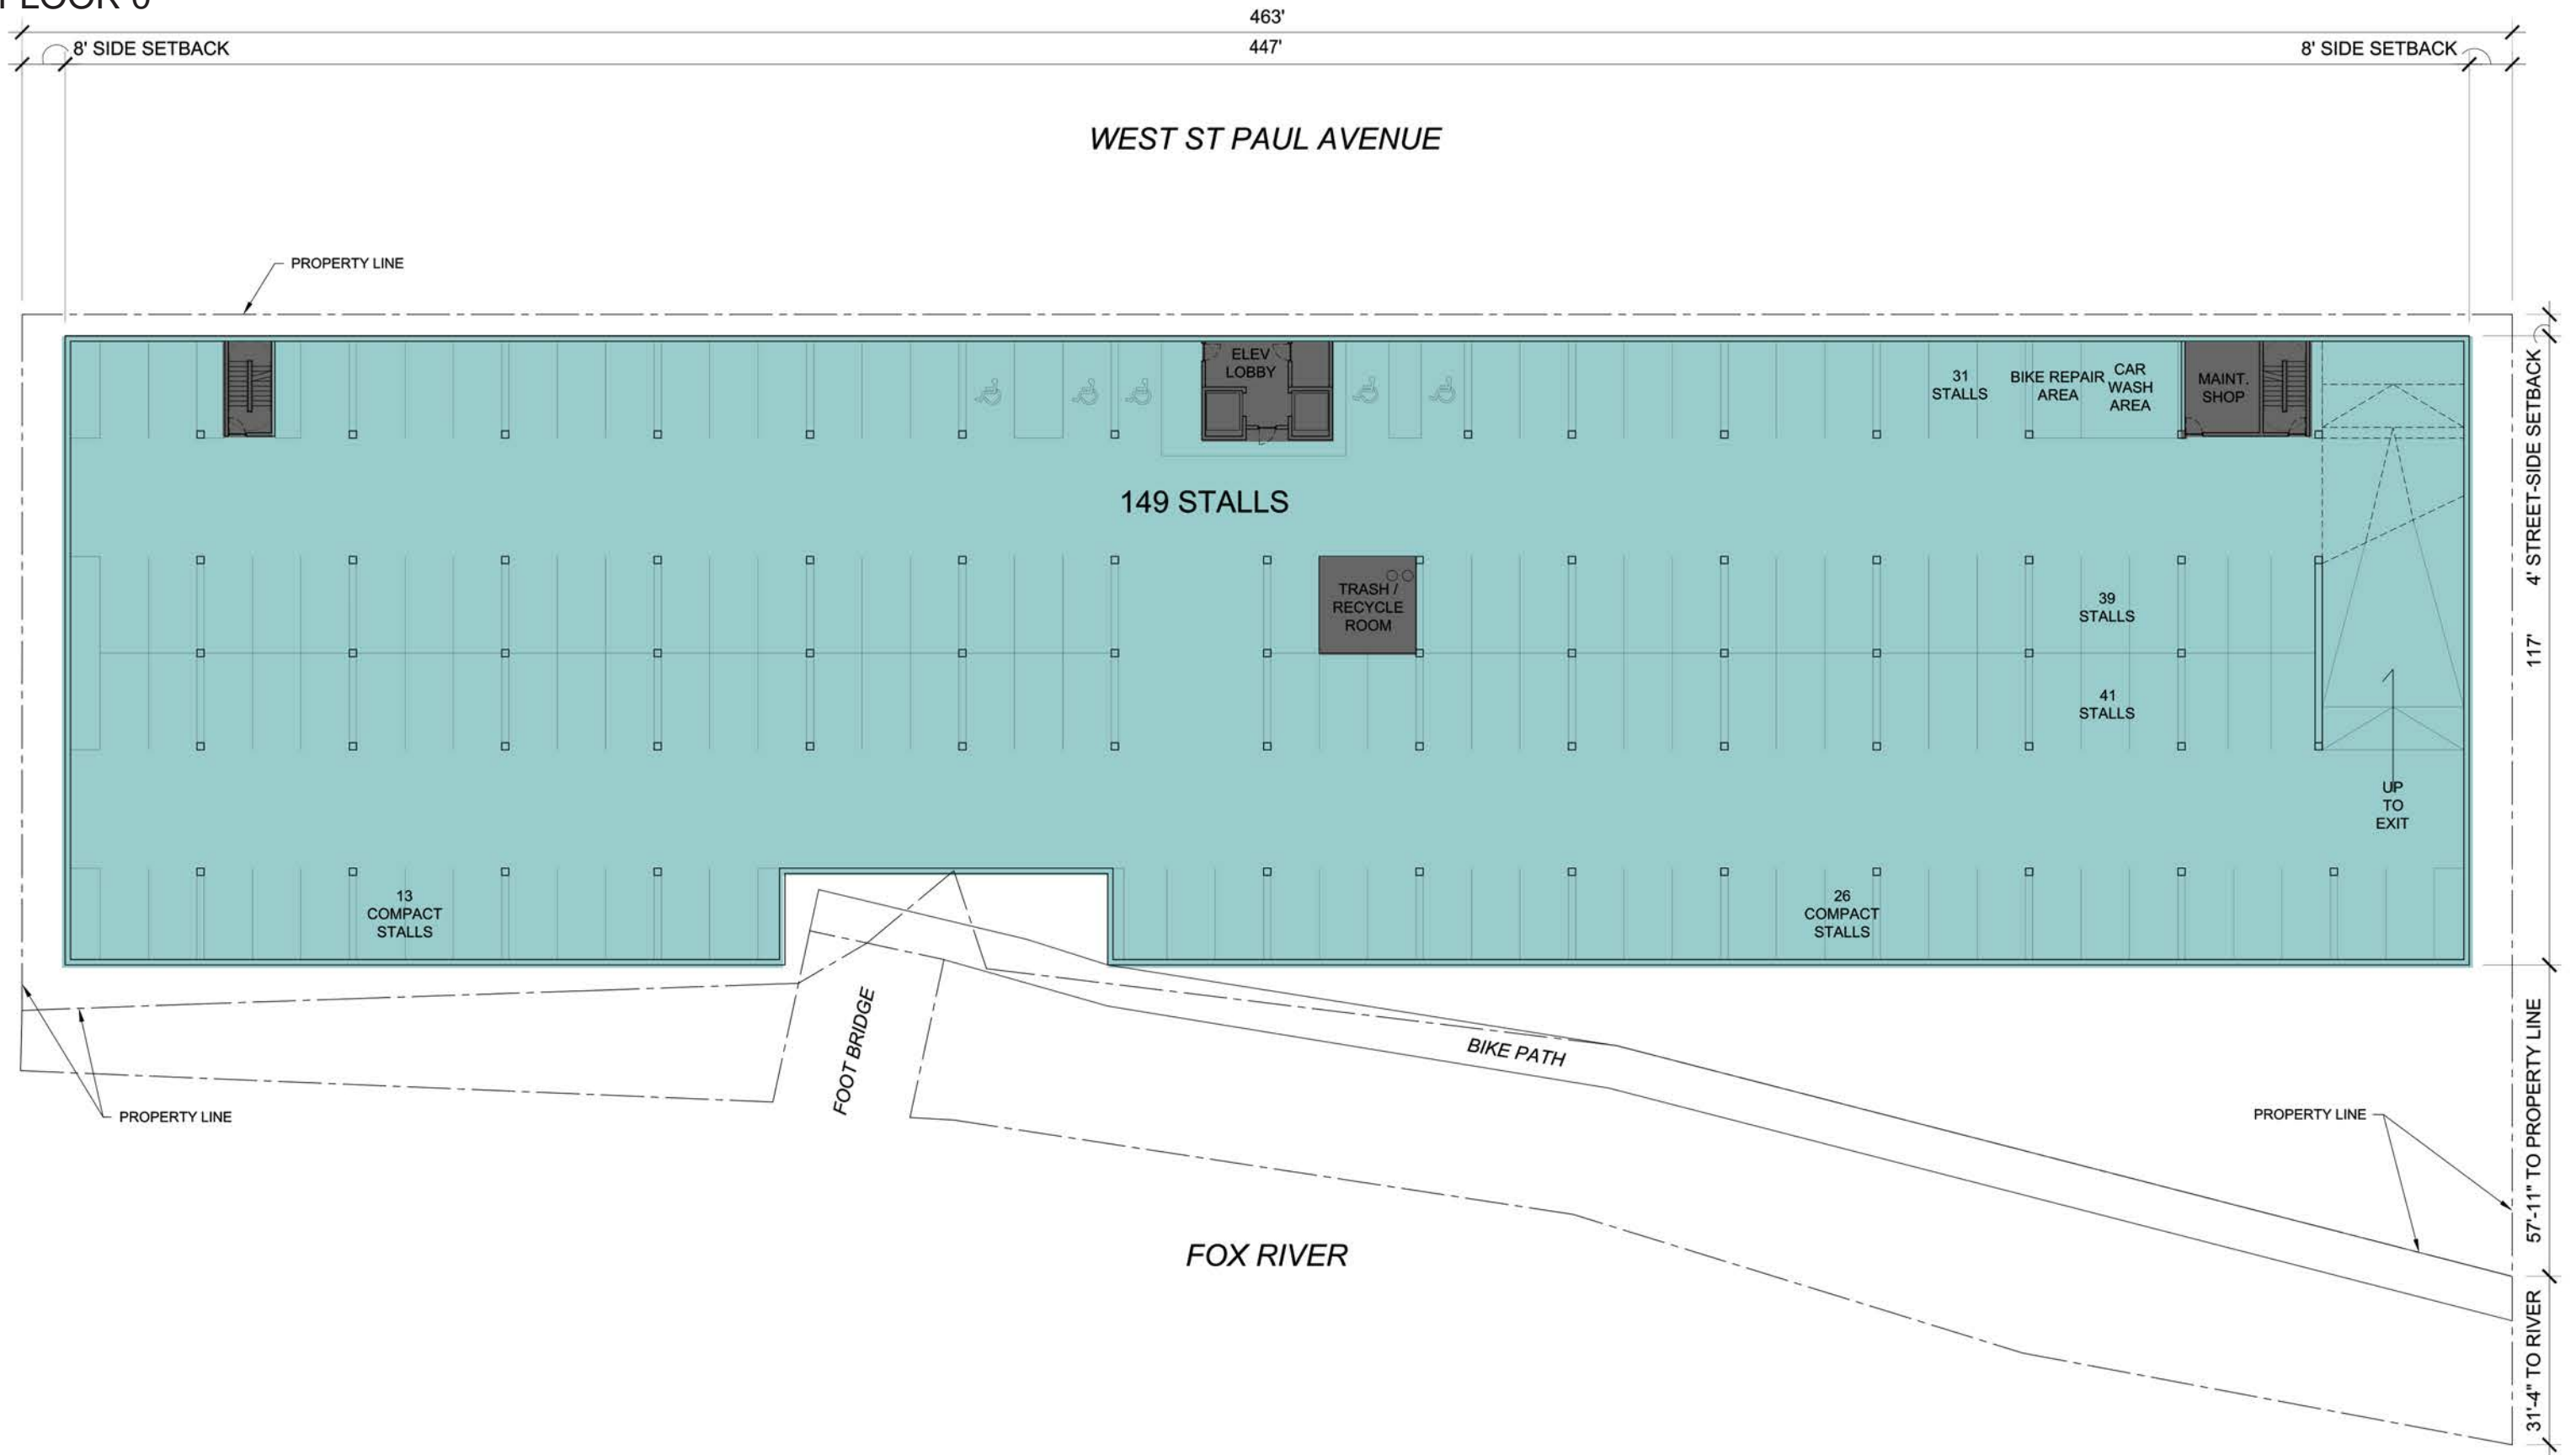 FLOOR 0
463'
8' SIDE SETBACK
447'
8' SIDE SETBACK
WEST ST PAUL AVENUE
PROPERTY LINE
4' STREET-SIDE SETBACK
117'
57'-11" TO PROPERTY LINE
31'-4" TO RIVER
ELEV
LOBBY
31
STALLS
BIKE REPAIR
AREA
CAR
WASH
AREA
MAINT.
SHOP
149 STALLS
TRASH /
RECYCLE
ROOM
39
STALLS
41
STALLS
UP
TO
EXIT
13
COMPACT
STALLS
26
COMPACT
STALLS
FOOT BRIDGE
BIKE PATH
PROPERTY LINE
PROPERTY LINE
FOX RIVER